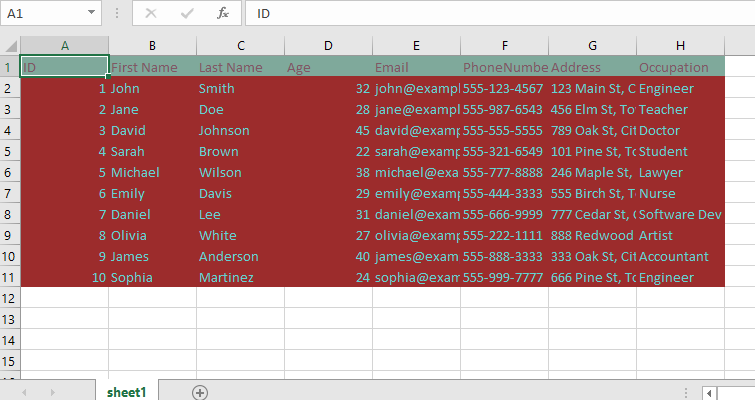 A1 fx ID
A B C D E F G H
1 ID First Name Last Name Age Email PhoneNumbe Address Occupation
2 1 John Smith 32 john@exampl 555-123-4567 123 Main St, C Engineer
3 2 Jane Doe 28 jane@exampl 555-987-6543 456 Elm St, To Teacher
4 3 David Johnson 45 david@examp 555-555-5555 789 Oak St, Cit Doctor
5 4 Sarah Brown 22 sarah@examp 555-321-6549 101 Pine St, To Student
6 5 Michael Wilson 38 michael@exa 555-777-8888 246 Maple St, Lawyer
7 6 Emily Davis 29 emily@examp 555-444-3333 555 Birch St, T Nurse
8 7 Daniel Lee 31 daniel@exam 555-666-9999 777 Cedar St, Software Dev
9 8 Olivia White 27 olivia@exam 555-222-1111 888 Redwood Artist
10 9 James Anderson 40 james@exam 555-888-3333 333 Oak St, Cit Accountant
11 10 Sophia Martinez 24 sophia@exam 555-999-7777 666 Pine St, To Engineer
12
13
14
15
sheet1